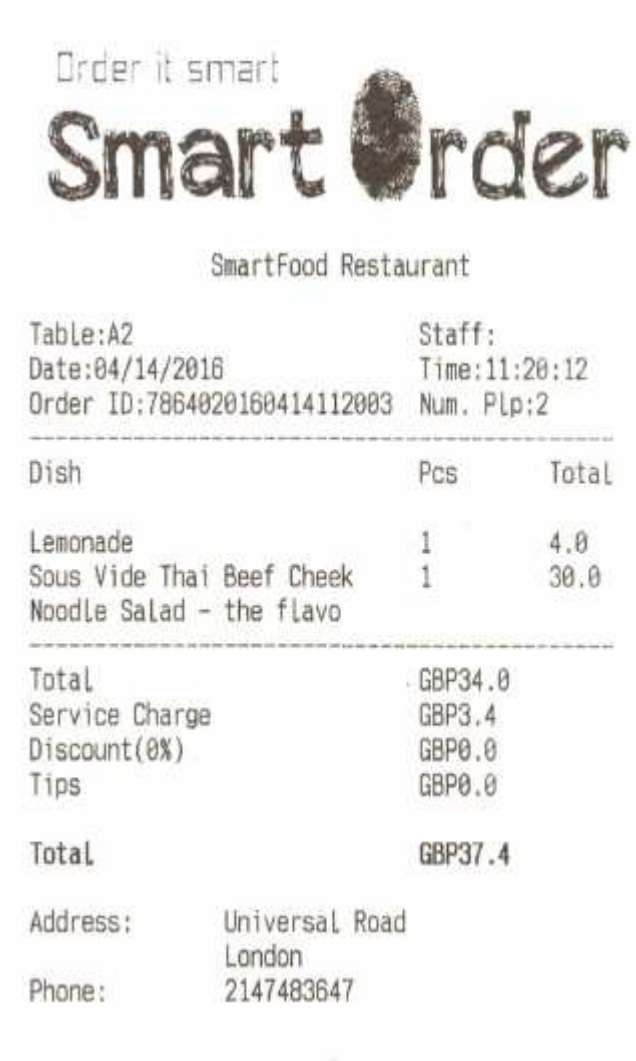 Order it smart
Smart Order
SmartFood Restaurant
Table:A2 Staff:
Date:04/14/2016 Time:11:20:12
Order ID:7864020160414112003 Num. Plp:2
Dish Pcs Total
Lemonade 1 4.0
Sous Vide Thai Beef Cheek 1 30.0
Noodle Salad - the flavo
Total GBP34.0
Service Charge GBP3.4
Discount(0%) GBP0.0
Tips GBP0.0
Total GBP37.4
Address: Universal Road
London
Phone: 2147483647